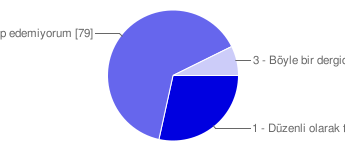 p edemiyorum [79]
3 - Böyle bir dergic
1 - Düzenli olarak t